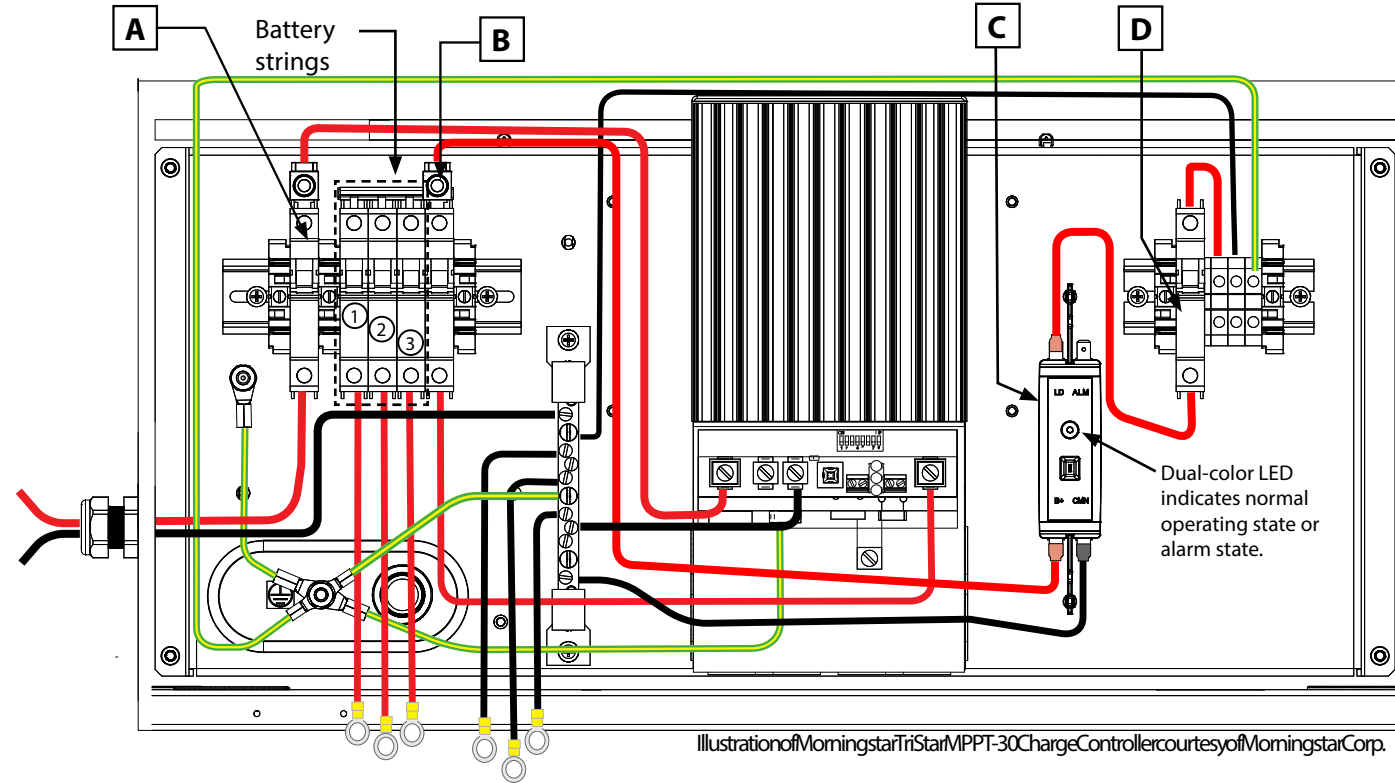 A
Battery
strings
B
C
D
1
2
3
LD ALM
B+ CMN
Dual-color LED
indicates normal
operating state or
alarm state.
IllustrationofMorningstarTriStarMPPT-30ChargeControllercourtesyofMorningstarCorp.